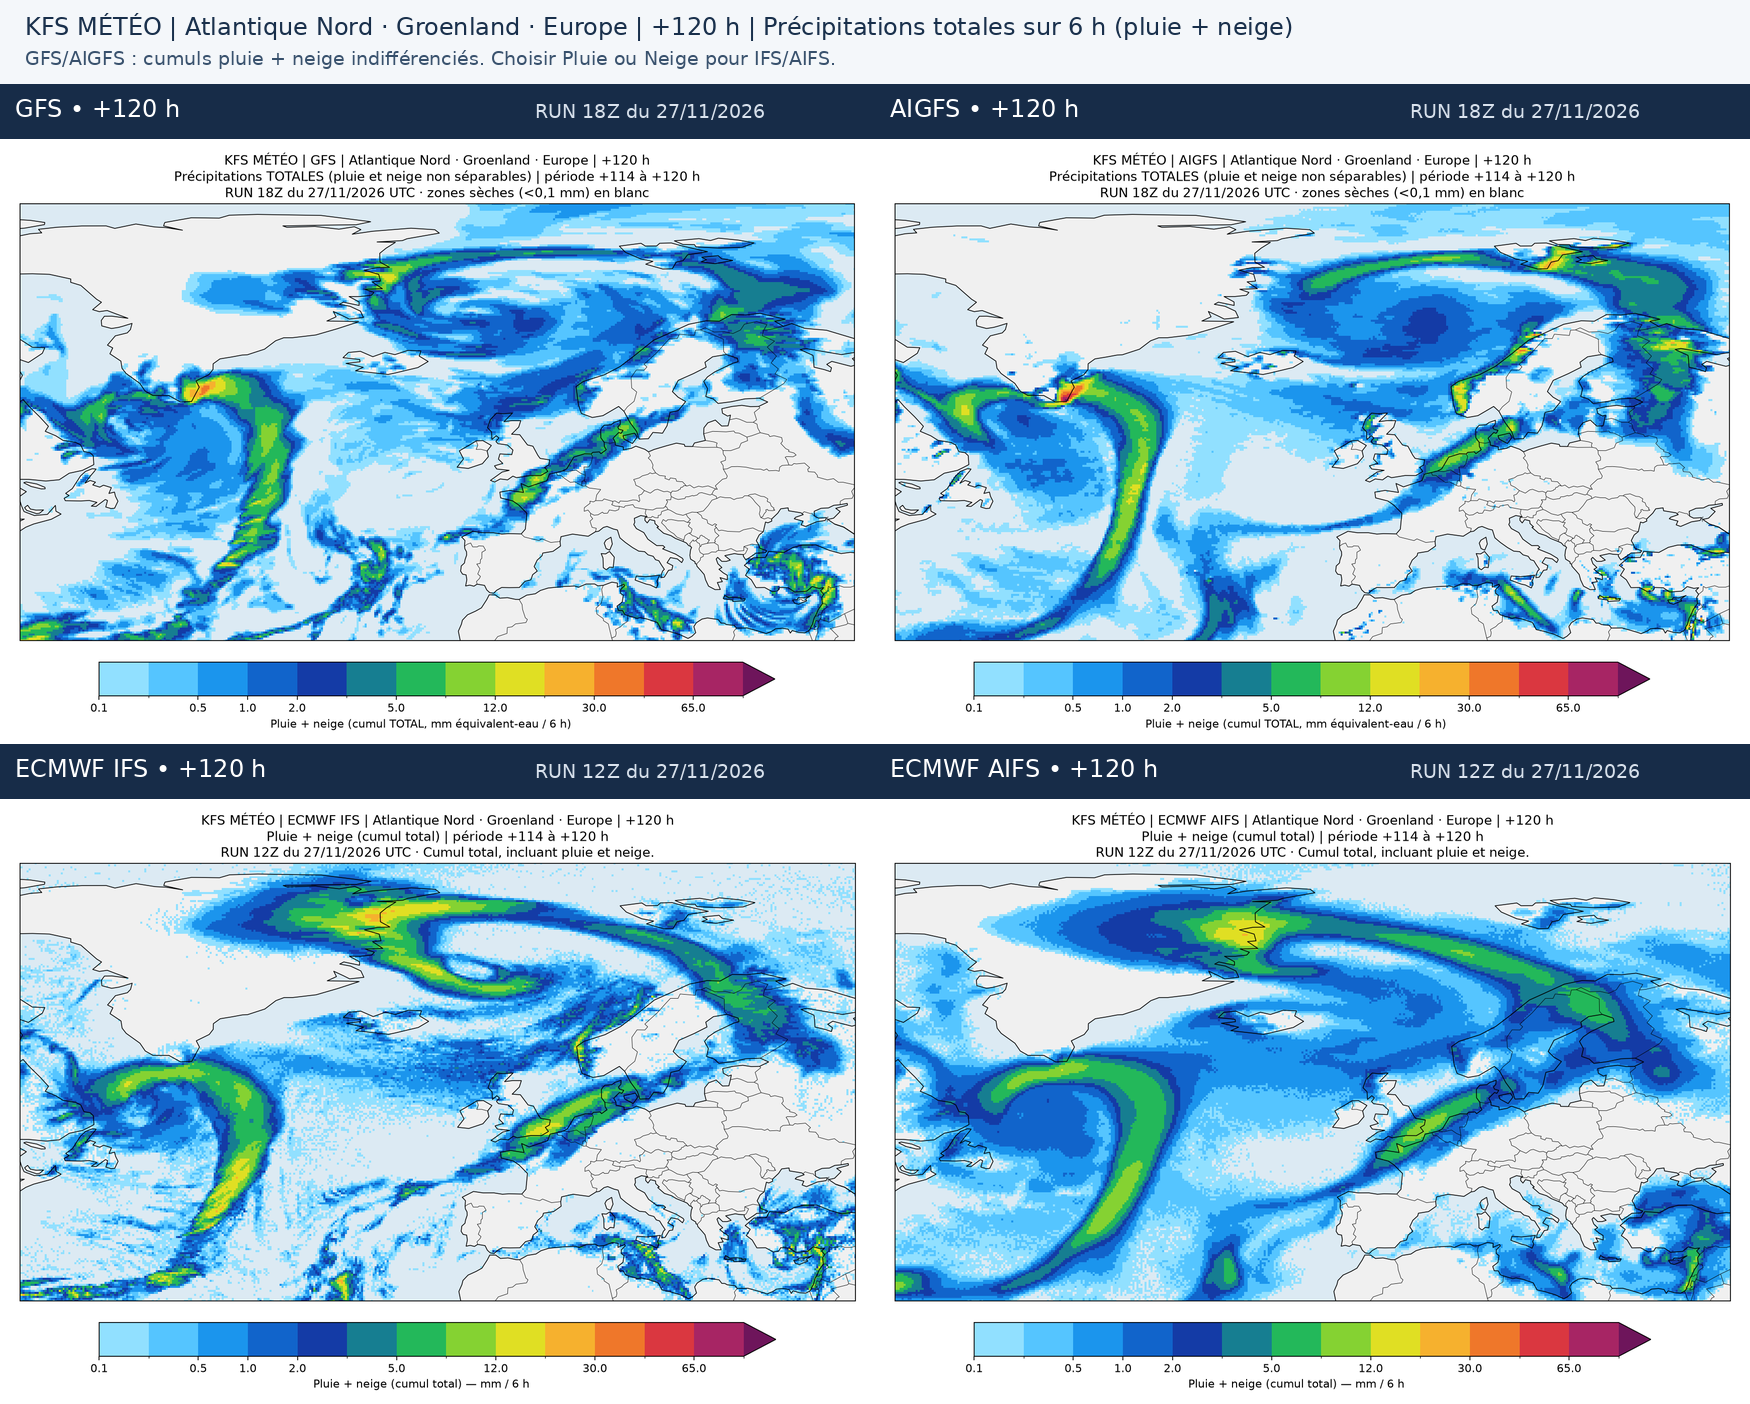 KFS MÉTÉO | Atlantique Nord · Groenland · Europe | +120 h | Précipitations totales sur 6 h (pluie + neige)
GFS/AIGFS : cumuls pluie + neige indifférenciés. Choisir Pluie ou Neige pour IFS/AIFS.
GFS • +120 h RUN 18Z du 27/11/2026
KFS MÉTÉO | GFS | Atlantique Nord · Groenland · Europe | +120 h
Précipitations TOTALES (pluie et neige non séparables) | période +114 à +120 h
RUN 18Z du 27/11/2026 UTC · zones sèches (<0,1 mm) en blanc
0.1 0.5 1.0 2.0 5.0 12.0 30.0 65.0
Pluie + neige (cumul TOTAL, mm équivalent-eau / 6 h)
AIGFS • +120 h RUN 18Z du 27/11/2026
KFS MÉTÉO | AIGFS | Atlantique Nord · Groenland · Europe | +120 h
Précipitations TOTALES (pluie et neige non séparables) | période +114 à +120 h
RUN 18Z du 27/11/2026 UTC · zones sèches (<0,1 mm) en blanc
0.1 0.5 1.0 2.0 5.0 12.0 30.0 65.0
Pluie + neige (cumul TOTAL, mm équivalent-eau / 6 h)
ECMWF IFS • +120 h RUN 12Z du 27/11/2026
KFS MÉTÉO | ECMWF IFS | Atlantique Nord · Groenland · Europe | +120 h
Pluie + neige (cumul total) | période +114 à +120 h
RUN 12Z du 27/11/2026 UTC · Cumul total, incluant pluie et neige.
0.1 0.5 1.0 2.0 5.0 12.0 30.0 65.0
Pluie + neige (cumul total) — mm / 6 h
ECMWF AIFS • +120 h RUN 12Z du 27/11/2026
KFS MÉTÉO | ECMWF AIFS | Atlantique Nord · Groenland · Europe | +120 h
Pluie + neige (cumul total) | période +114 à +120 h
RUN 12Z du 27/11/2026 UTC · Cumul total, incluant pluie et neige.
0.1 0.5 1.0 2.0 5.0 12.0 30.0 65.0
Pluie + neige (cumul total) — mm / 6 h